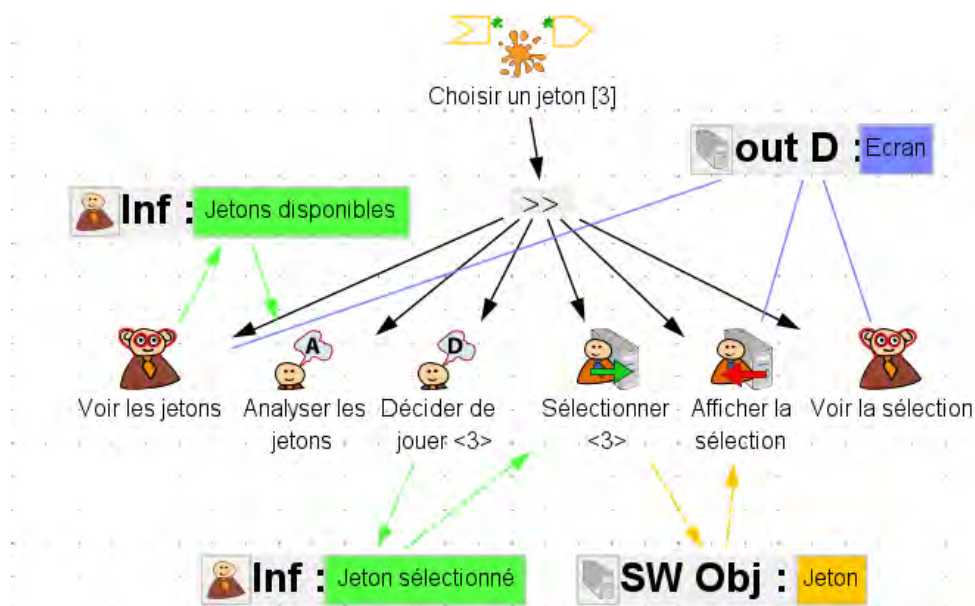 Choisir un jeton [3]
out D : Ecran
Inf : Jetons disponibles
>>
A
D
Voir les jetons
Analyser les
jetons
Décider de
jouer <3>
Sélectionner
<3>
Afficher la
sélection
Voir la sélection
Inf : Jeton sélectionné
SW Obj : Jeton